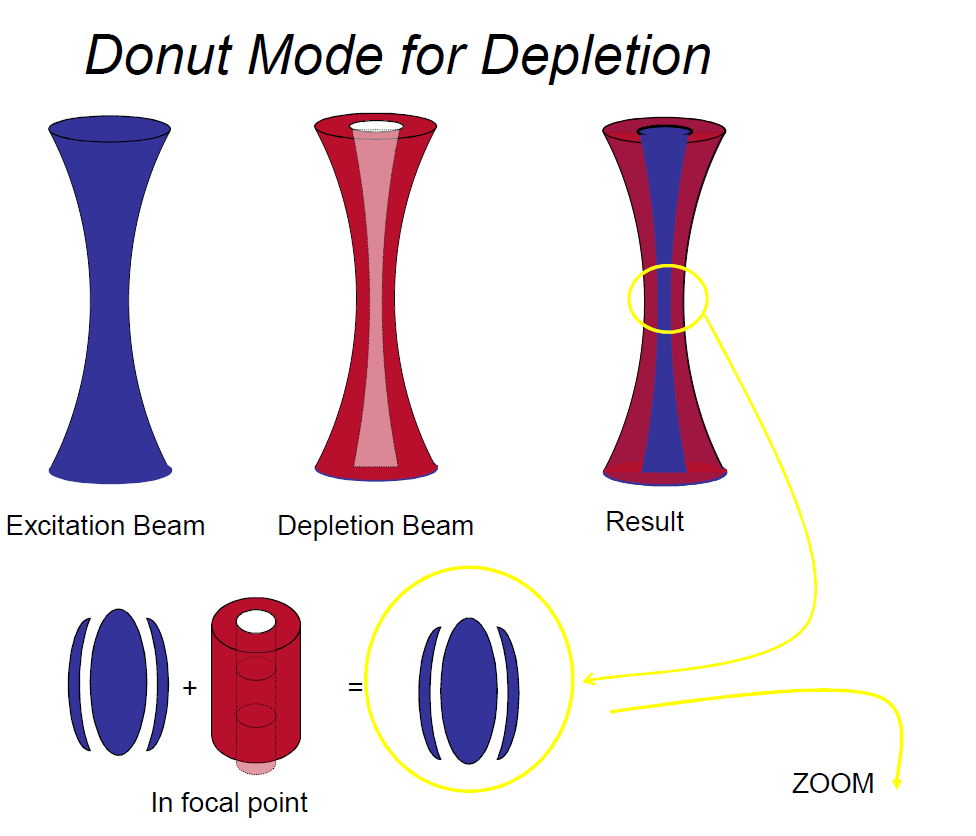 Donut Mode for Depletion
Excitation Beam
Depletion Beam
Result
+
=
In focal point
ZOOM